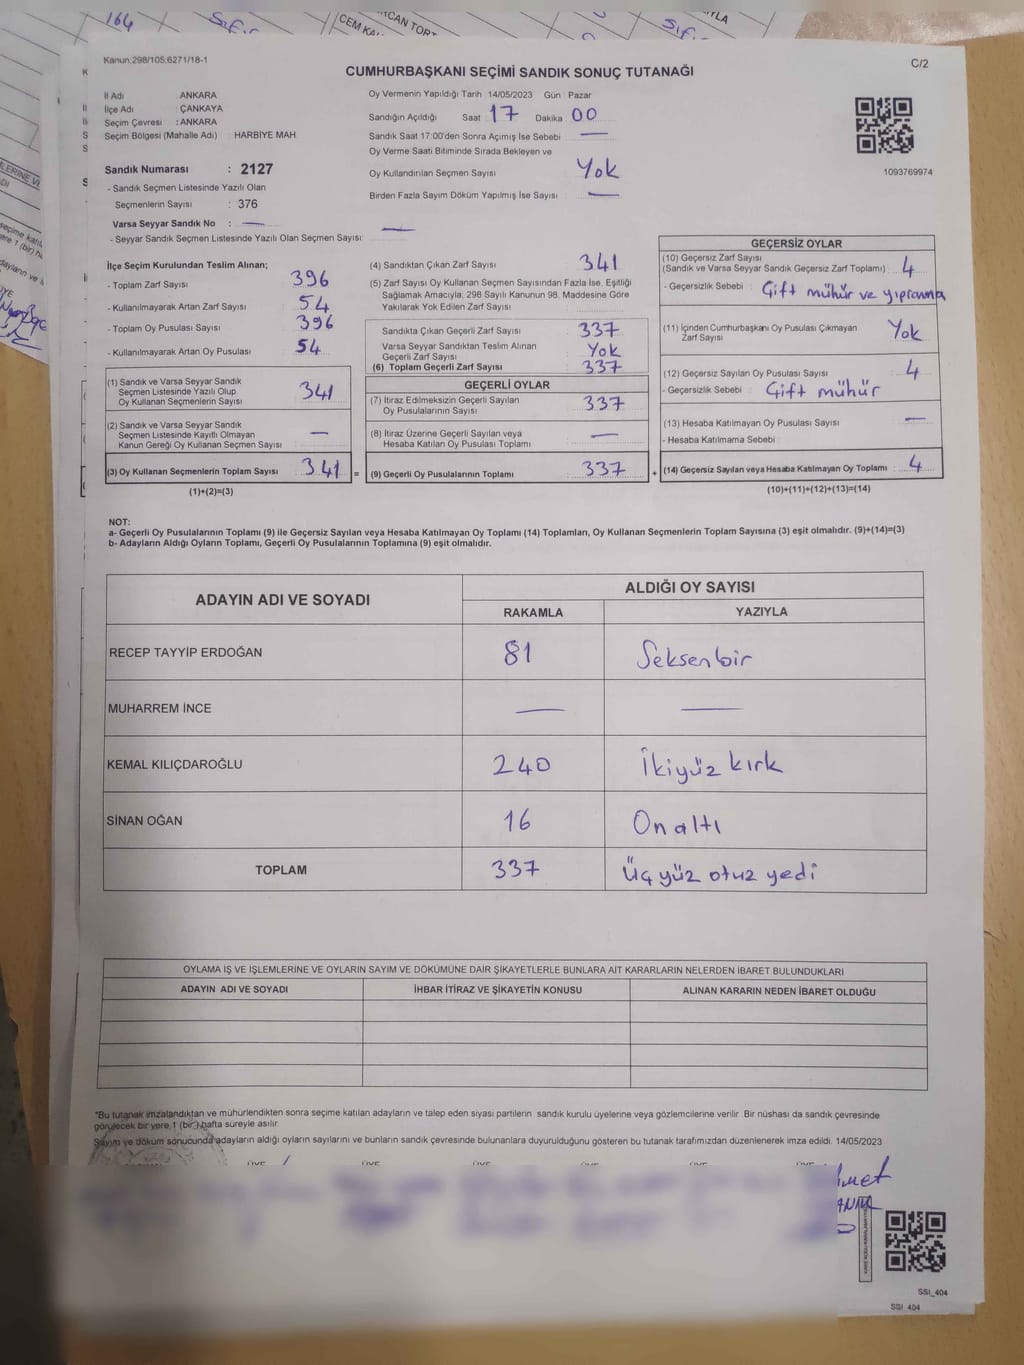 164
Sıfır
CEM KA
CAN TORT
Sıf
YLA
Kanun.298/105;6271/18-1
C/2
CUMHURBAŞKANI SEÇİMİ SANDIK SONUÇ TUTANAĞI
İl Adı : ANKARA
İlçe Adı : ÇANKAYA
Seçim Çevresi : ANKARA
Seçim Bölgesi (Mahalle Adı) : HARBİYE MAH
Sandık Numarası : 2127
- Sandık Seçmen Listesinde Yazılı Olan
Seçmenlerin Sayısı : 376
Varsa Seyyar Sandık No : —
- Seyyar Sandık Seçmen Listesinde Yazılı Olan Seçmen Sayısı: —
Oy Vermenin Yapıldığı Tarih 14/05/2023 Gün : Pazar
Sandığın Açıldığı Saat 17 Dakika 00
Sandık Saat 17:00'den Sonra Açımış İse Sebebi —
Oy Verme Saati Bitiminde Sırada Bekleyen ve
Oy Kullandırılan Seçmen Sayısı Yok
Birden Fazla Sayım Döküm Yapılmış İse Sayısı —
1093769974
İlçe Seçim Kurulundan Teslim Alınan;
- Toplam Zarf Sayısı 396
- Kullanılmayarak Artan Zarf Sayısı 54
- Toplam Oy Pusulası Sayısı 396
- Kullanılmayarak Artan Oy Pusulası 54
(1) Sandık ve Varsa Seyyar Sandık
Seçmen Listesinde Yazılı Olup
Oy Kullanan Seçmenlerin Sayısı 341
(2) Sandık ve Varsa Seyyar Sandık
Seçmen Listesinde Kayıtlı Olmayan
Kanun Gereği Oy Kullanan Seçmen Sayısı —
(3) Oy Kullanan Seçmenlerin Toplam Sayısı 341 =
(1)+(2)=(3)
(4) Sandıktan Çıkan Zarf Sayısı 341
(5) Zarf Sayısı Oy Kullanan Seçmen Sayısından Fazla İse, Eşitliği
Sağlamak Amacıyla, 298 Sayılı Kanunun 98. Maddesine Göre
Yakılarak Yok Edilen Zarf Sayısı
Sandıkta Çıkan Geçerli Zarf Sayısı 337
Varsa Seyyar Sandıktan Teslim Alınan
Geçerli Zarf Sayısı Yok
(6) Toplam Geçerli Zarf Sayısı 337
GEÇERLİ OYLAR
(7) İtiraz Edilmeksizin Geçerli Sayılan
Oy Pusulalarının Sayısı 337
(8) İtiraz Üzerine Geçerli Sayılan veya
Hesaba Katılan Oy Pusulası Toplamı —
(9) Geçerli Oy Pusulalarının Toplamı 337 +
GEÇERSİZ OYLAR
(10) Geçersiz Zarf Sayısı
(Sandık ve Varsa Seyyar Sandık Geçersiz Zarf Toplamı) 4
- Geçersizlik Sebebi : Çift mühür ve yıpranma
(11) İçinden Cumhurbaşkanı Oy Pusulası Çıkmayan
Zarf Sayısı Yok
(12) Geçersiz Sayılan Oy Pusulası Sayısı 4
- Geçersizlik Sebebi : Çift mühür
(13) Hesaba Katılmayan Oy Pusulası Sayısı —
- Hesaba Katılmama Sebebi
(14) Geçersiz Sayılan veya Hesaba Katılmayan Oy Toplamı 4
(10)+(11)+(12)+(13)=(14)
NOT:
a- Geçerli Oy Pusulalarının Toplamı (9) ile Geçersiz Sayılan veya Hesaba Katılmayan Oy Toplamı (14) Toplamları, Oy Kullanan Seçmenlerin Toplam Sayısına (3) eşit olmalıdır. (9)+(14)=(3)
b- Adayların Aldığı Oyların Toplamı, Geçerli Oy Pusulalarının Toplamına (9) eşit olmalıdır.
ADAYIN ADI VE SOYADI ALDIĞI OY SAYISI
RAKAMLA YAZIYLA
RECEP TAYYİP ERDOĞAN 81 Seksenbir
MUHARREM İNCE — —
KEMAL KILIÇDAROĞLU 240 İkiyüz kırk
SİNAN OĞAN 16 Onaltı
TOPLAM 337 Üçyüz otuz yedi
OYLAMA İŞ VE İŞLEMLERİNE VE OYLARIN SAYIM VE DÖKÜMÜNE DAİR ŞİKAYETLERLE BUNLARA AİT KARARLARIN NELERDEN İBARET BULUNDUKLARI
ADAYIN ADI VE SOYADI İHBAR İTİRAZ VE ŞİKAYETİN KONUSU ALINAN KARARIN NEDEN İBARET OLDUĞU
*Bu tutanak imzalandıktan ve mühürlendikten sonra seçime katılan adayların ve talep eden siyasi partilerin sandık kurulu üyelerine veya gözlemcilerine verilir. Bir nüshası da sandık çevresinde
görülecek bir yere 1 (bir) hafta süreyle asılır.
Sayım ve döküm sonucunda adayların aldığı oyların sayılarını ve bunların sandık çevresinde bulunanlara duyurulduğunu gösteren bu tutanak tarafımızdan düzenlenerek imza edildi. 14/05/2023
SSI_404
SSI_404